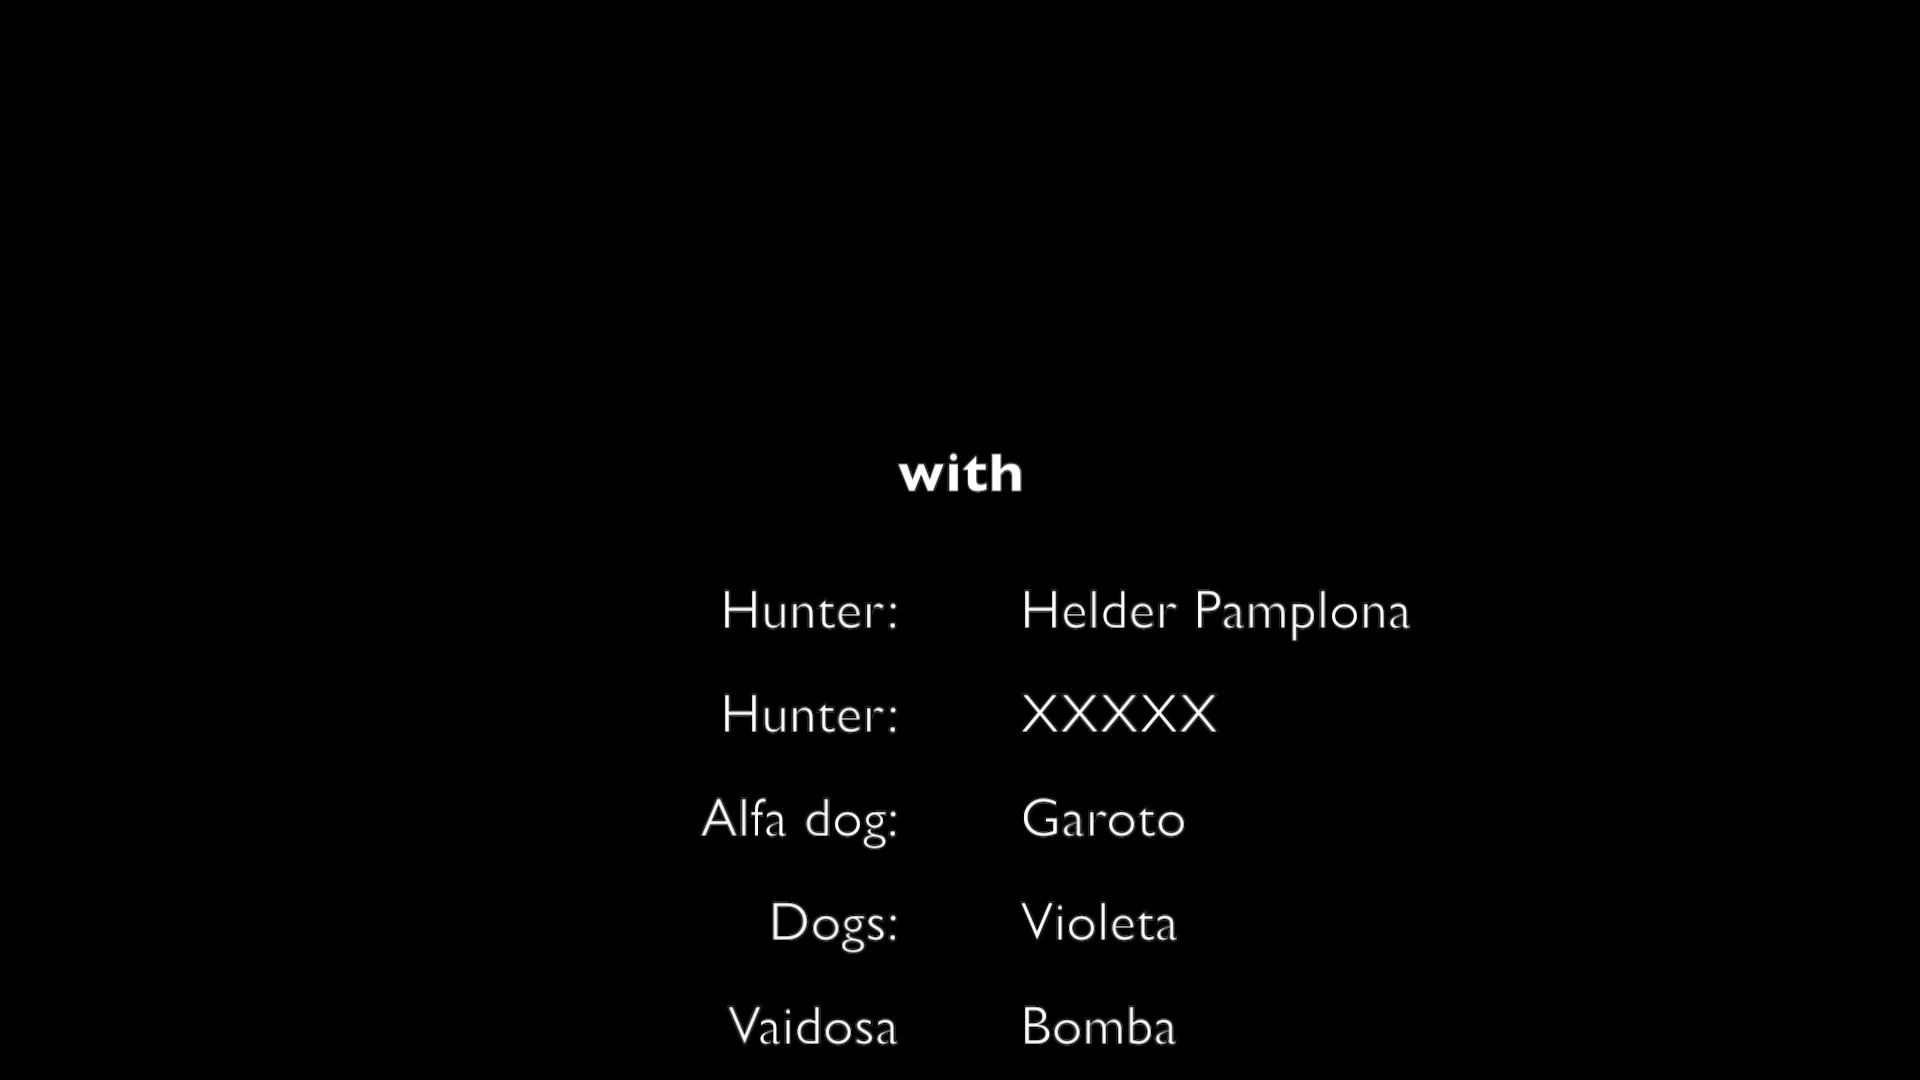 with
Hunter: Helder Pamplona
Hunter: XXXXX
Alfa dog: Garoto
Dogs: Violeta
Vaidosa Bomba